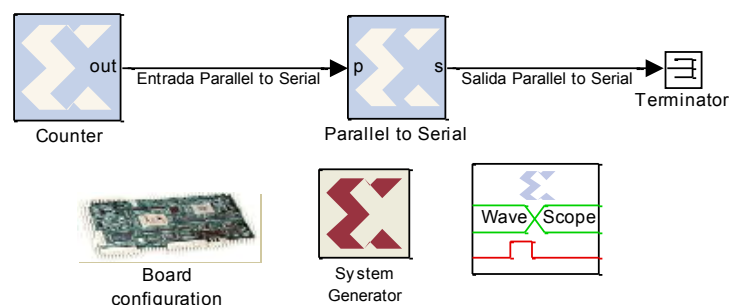 out
Entrada Parallel to Serial
p
s
Salida Parallel to Serial
Counter
Parallel to Serial
Terminator
Board
configuration
System
Generator
Wave Scope